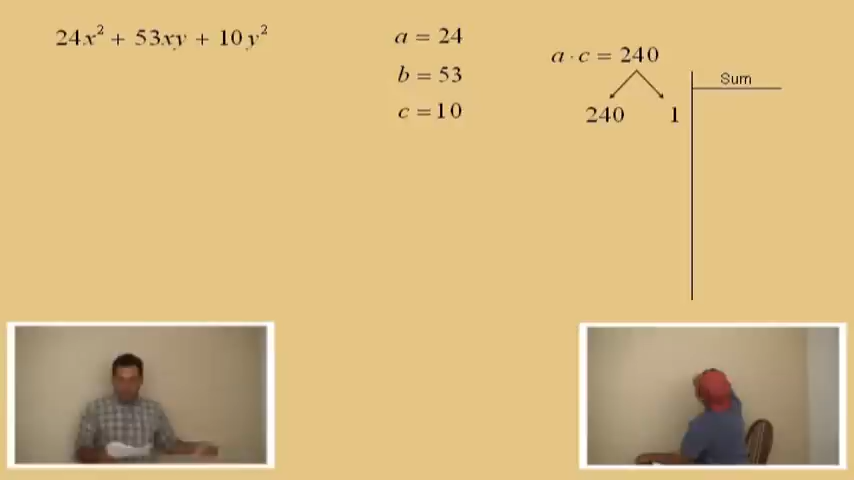 24x² + 53xy + 10y²
a = 24
b = 53
c = 10
a · c = 240
240 1
Sum